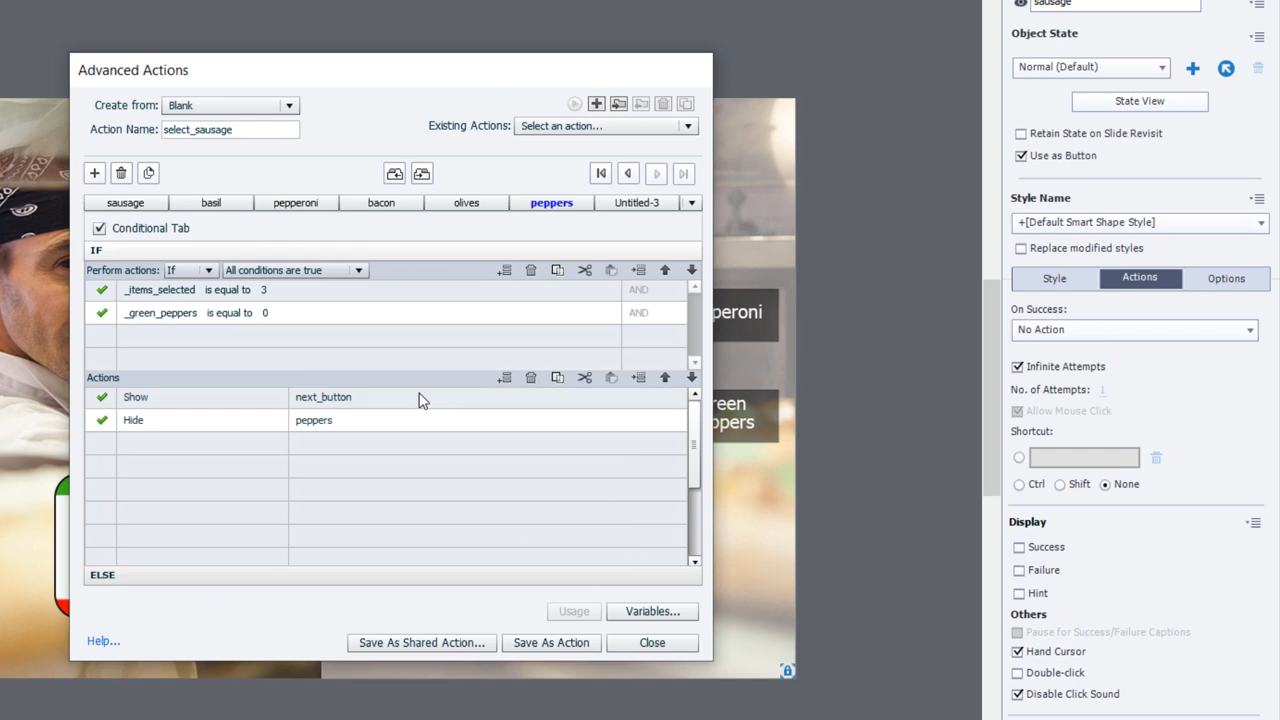 sausage
Object State
Normal (Default)
State View
Retain State on Slide Revisit
Use as Button
Style Name
+[Default Smart Shape Style]
Replace modified styles
Style Actions Options
On Success:
No Action
Infinite Attempts
No. of Attempts: 1
Allow Mouse Click
Shortcut:
Ctrl Shift None
Display
Success
Failure
Hint
Others
Pause for Success/Failure Captions
Hand Cursor
Double-click
Disable Click Sound
Advanced Actions
Create from: Blank
Action Name: select_sausage
Existing Actions: Select an action...
sausage basil pepperoni bacon olives peppers Untitled-3
Conditional Tab
IF
Perform actions: If All conditions are true
_items_selected is equal to 3 AND
_green_peppers is equal to 0 AND
Actions
Show next_button
Hide peppers
ELSE
Usage Variables...
Help... Save As Shared Action... Save As Action Close
peroni
reen
ppers